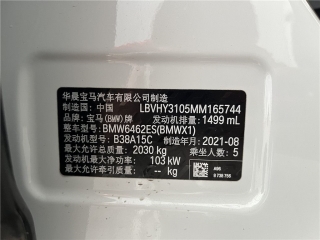 华晨宝马汽车有限公司制造
制造国：中国 LBVHY3105MM165744
品牌：宝马(BMW)牌 发动机排量：1499 mL
整车型号：BMW6462ES(BMWX1)
发动机型号：B38A15C 制造年月：2021-08
最大允许总质量：2030 kg 乘坐人数：5
发动机最大净功率：103 kW
最大允许牵引质量：-- kg